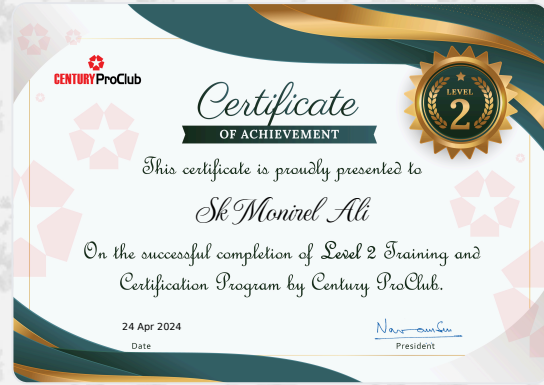 CENTURY ProClub
Certificate
OF ACHIEVEMENT
LEVEL
2
This certificate is proudly presented to
Sk Monirel Ali
On the successful completion of Level 2 Training and
Certification Program by Century ProClub.
24 Apr 2024
Date
President